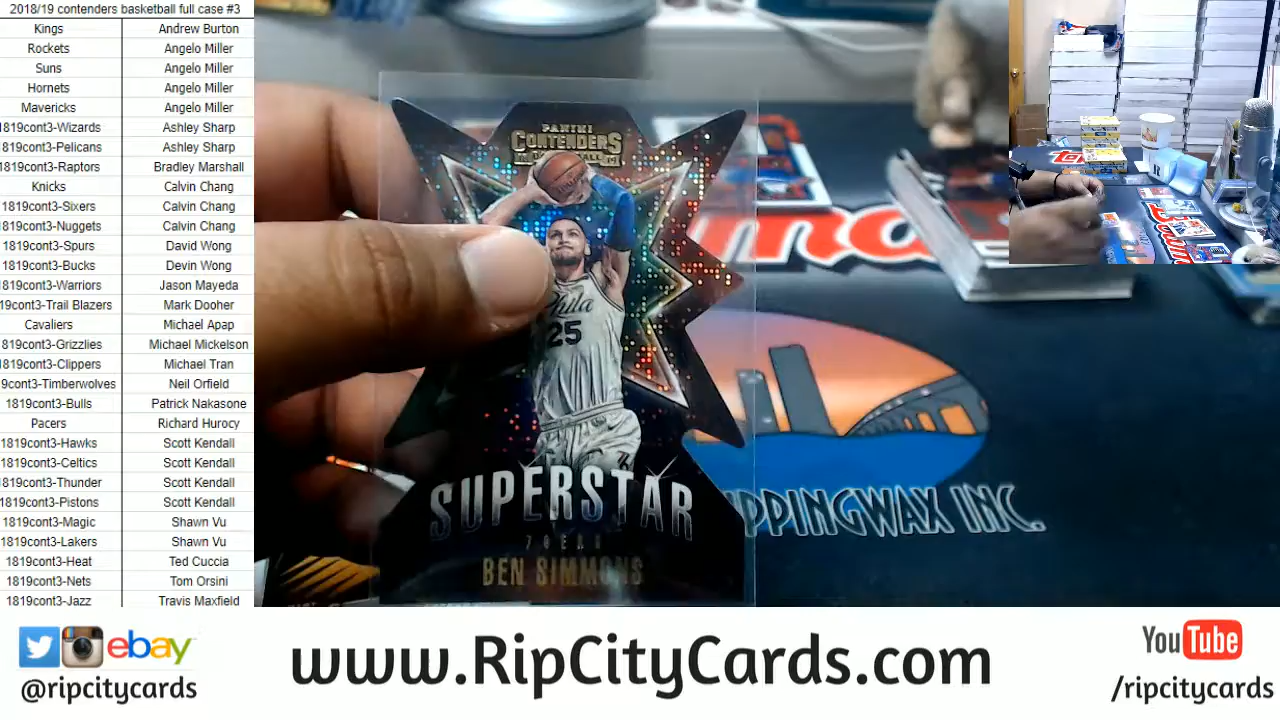 2018/19 contenders basketball full case #3
Kings Andrew Burton
Rockets Angelo Miller
Suns Angelo Miller
Hornets Angelo Miller
Mavericks Angelo Miller
1819cont3-Wizards Ashley Sharp
1819cont3-Pelicans Ashley Sharp
1819cont3-Raptors Bradley Marshall
Knicks Calvin Chang
1819cont3-Sixers Calvin Chang
1819cont3-Nuggets Calvin Chang
1819cont3-Spurs David Wong
1819cont3-Bucks Devin Wong
1819cont3-Warriors Jason Mayeda
19cont3-Trail Blazers Mark Dooher
Cavaliers Michael Apap
819cont3-Grizzlies Michael Mickelson
1819cont3-Clippers Michael Tran
9cont3-Timberwolves Neil Orfield
1819cont3-Bulls Patrick Nakasone
Pacers Richard Hurocy
1819cont3-Hawks Scott Kendall
1819cont3-Celtics Scott Kendall
1819cont3-Thunder Scott Kendall
1819cont3-Pistons Scott Kendall
1819cont3-Magic Shawn Vu
1819cont3-Lakers Shawn Vu
1819cont3-Heat Ted Cuccia
1819cont3-Nets Tom Orsini
1819cont3-Jazz Travis Maxfield
PANINI
CONTENDERS
Phila
25
SUPERSTAR
76ERS
BEN SIMMONS
PPINGWAX INC.
ebay
@ripcitycards
www.RipCityCards.com
YouTube
/ripcitycards